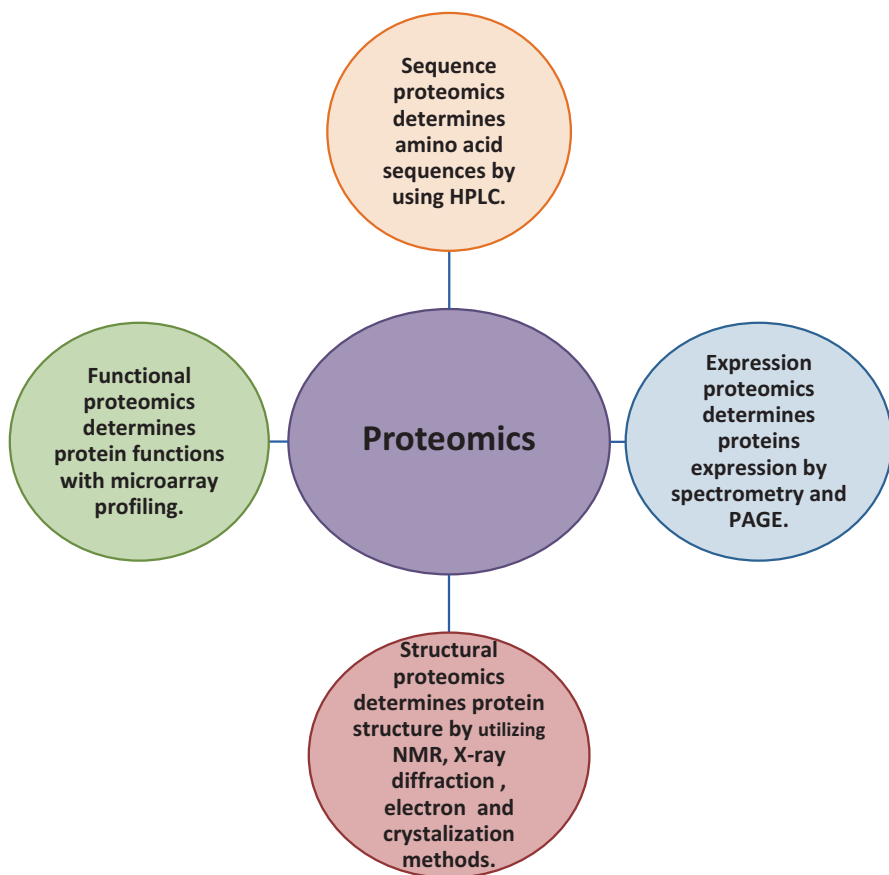 Sequence
proteomics
determines
amino acid
sequences by
using HPLC.
Functional
proteomics
determines
protein functions
with microarray
profiling.
Proteomics
Expression
proteomics
determines
proteins
expression by
spectrometry and
PAGE.
Structural
proteomics
determines protein
structure by utilizing
NMR, X-ray
diffraction ,
electron and
crystalization
methods.